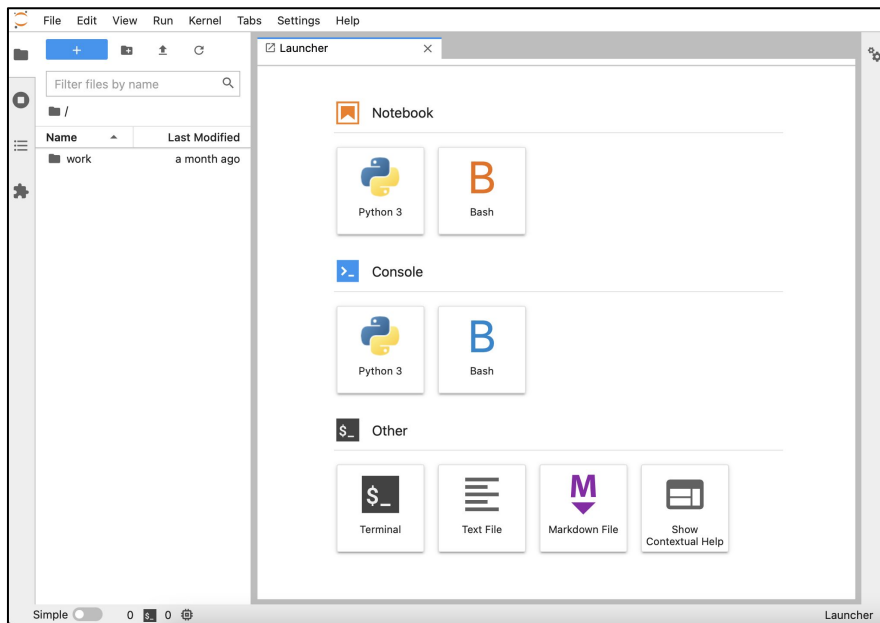 File Edit View Run Kernel Tabs Settings Help
+
Launcher
Filter files by name
/
Name Last Modified
work a month ago
Notebook
Python 3
B
Bash
>_ Console
Python 3
B
Bash
$_ Other
$_
Terminal
Text File
M
Markdown File
Show
Contextual Help
Simple 0 $_ 0 Launcher